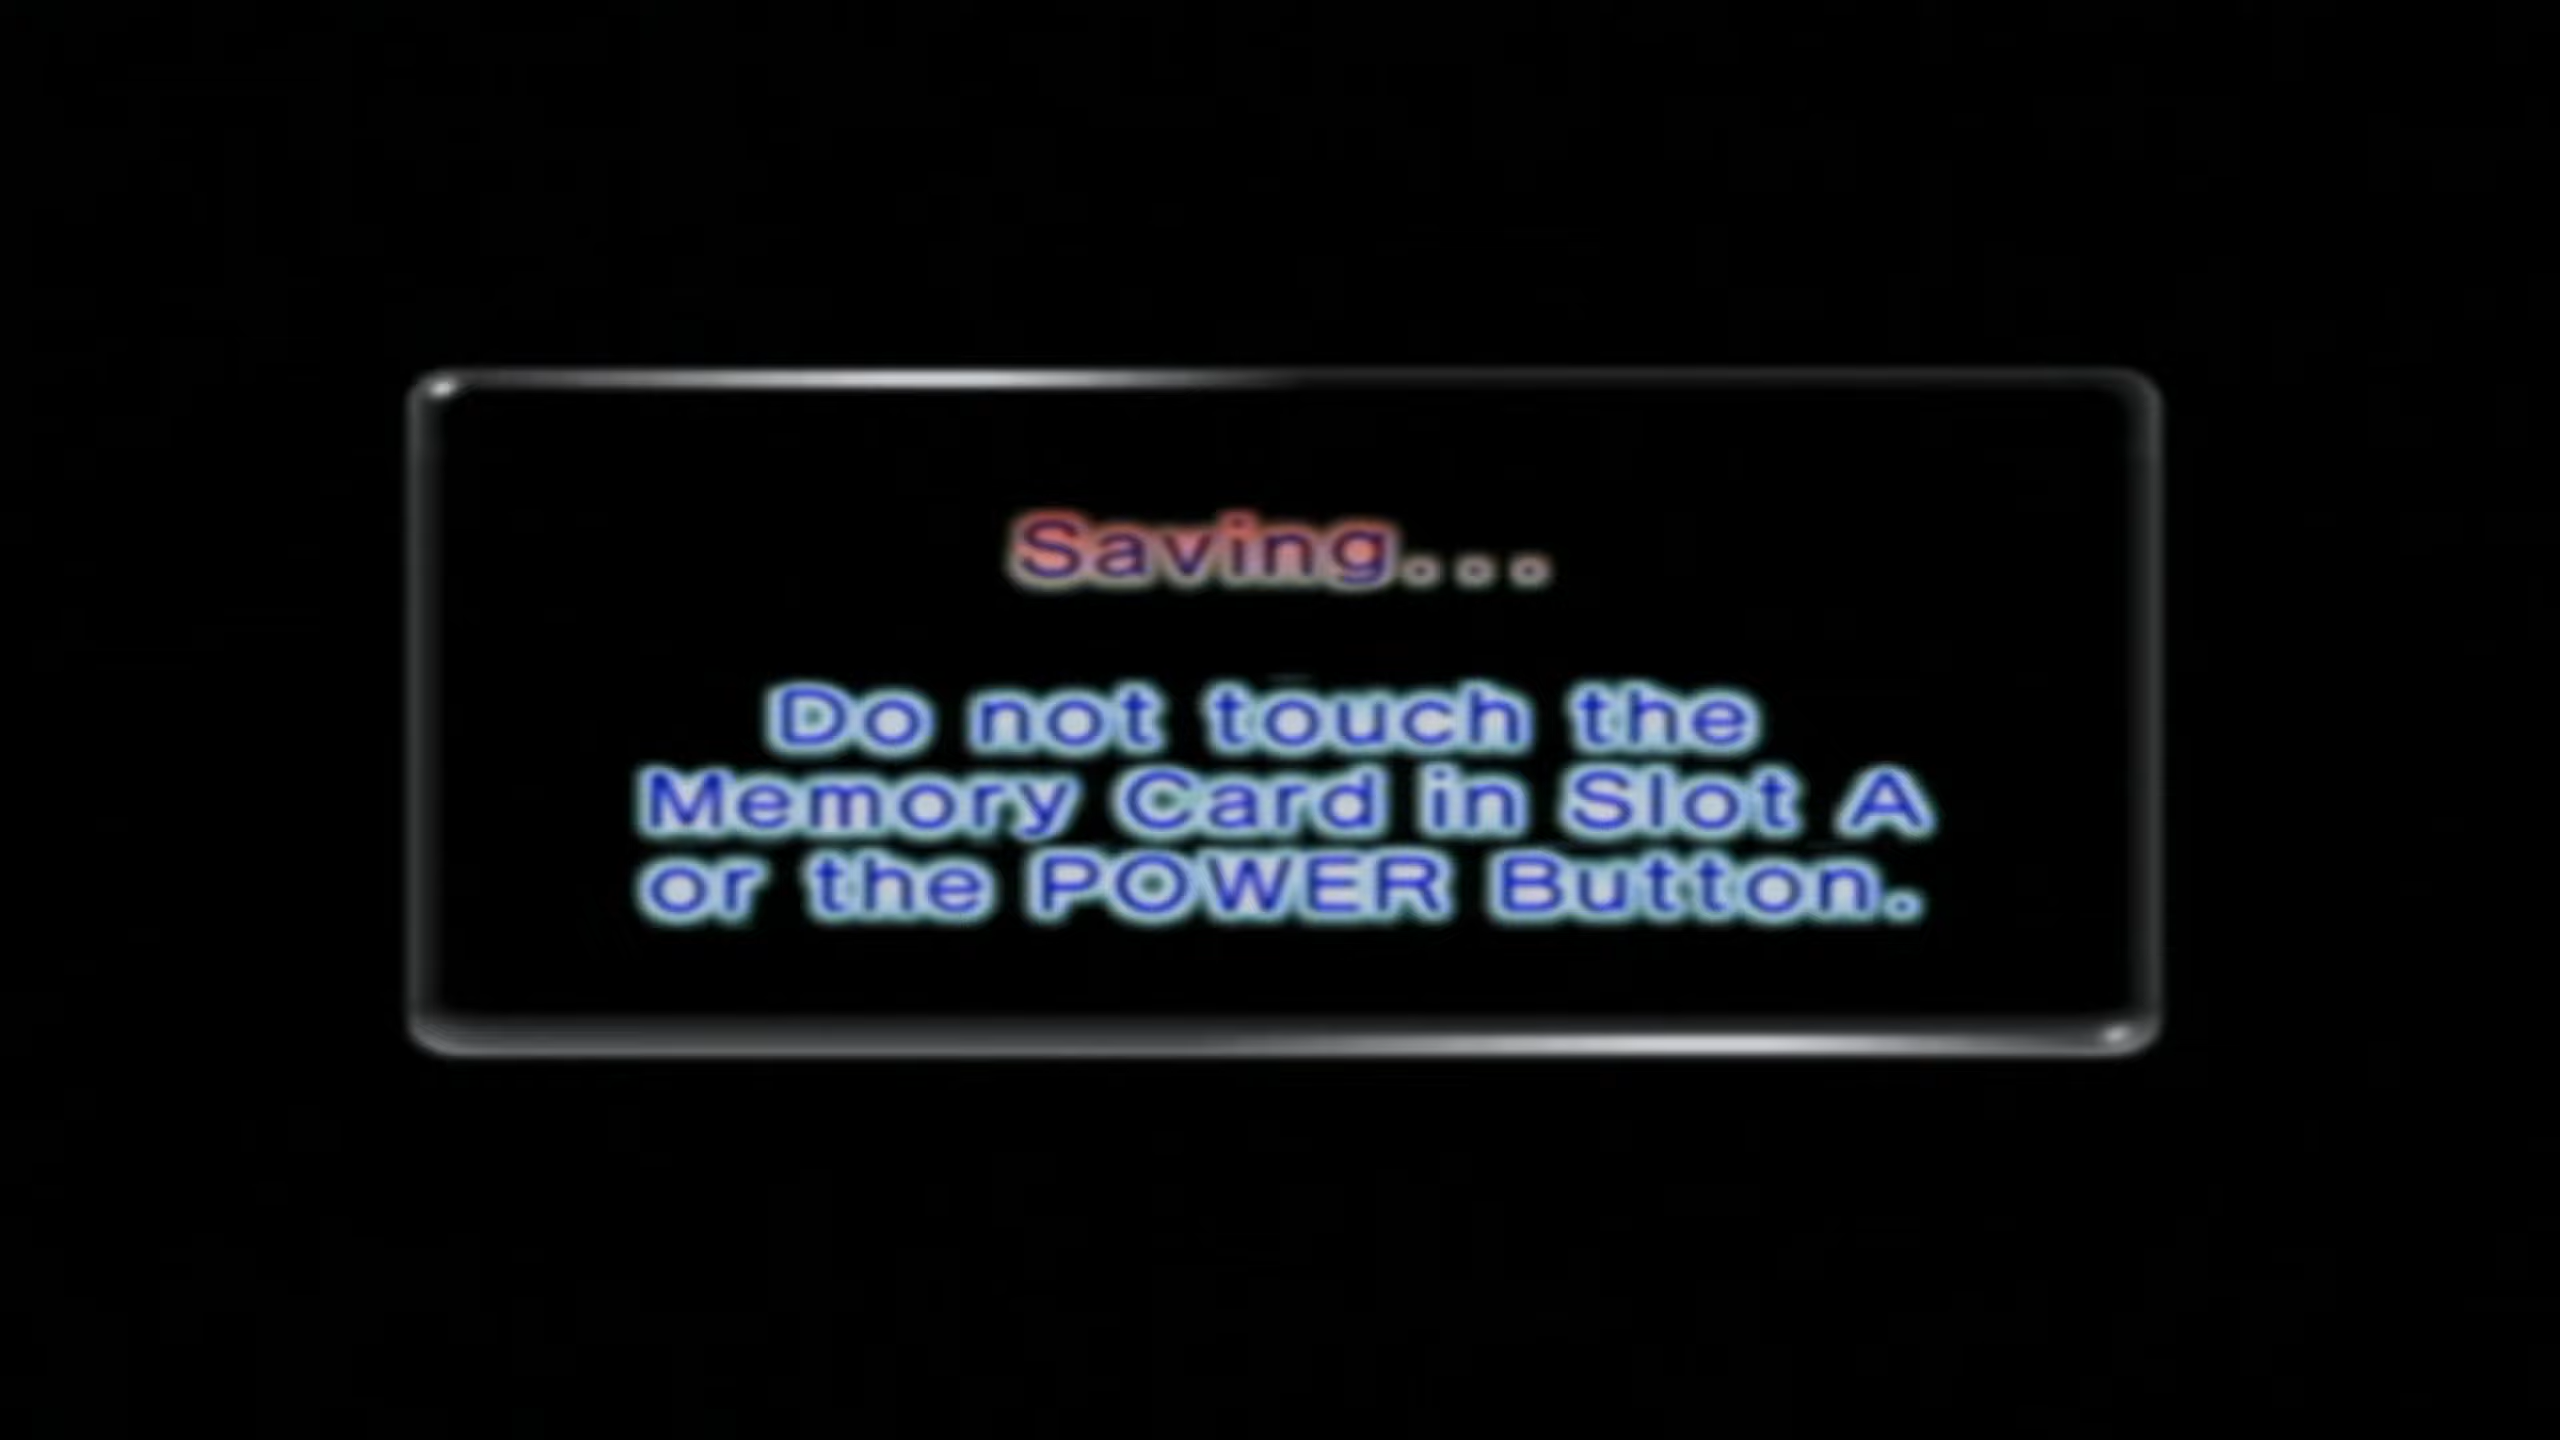 Saving...
Do not touch the
Memory Card in Slot A
or the POWER Button.